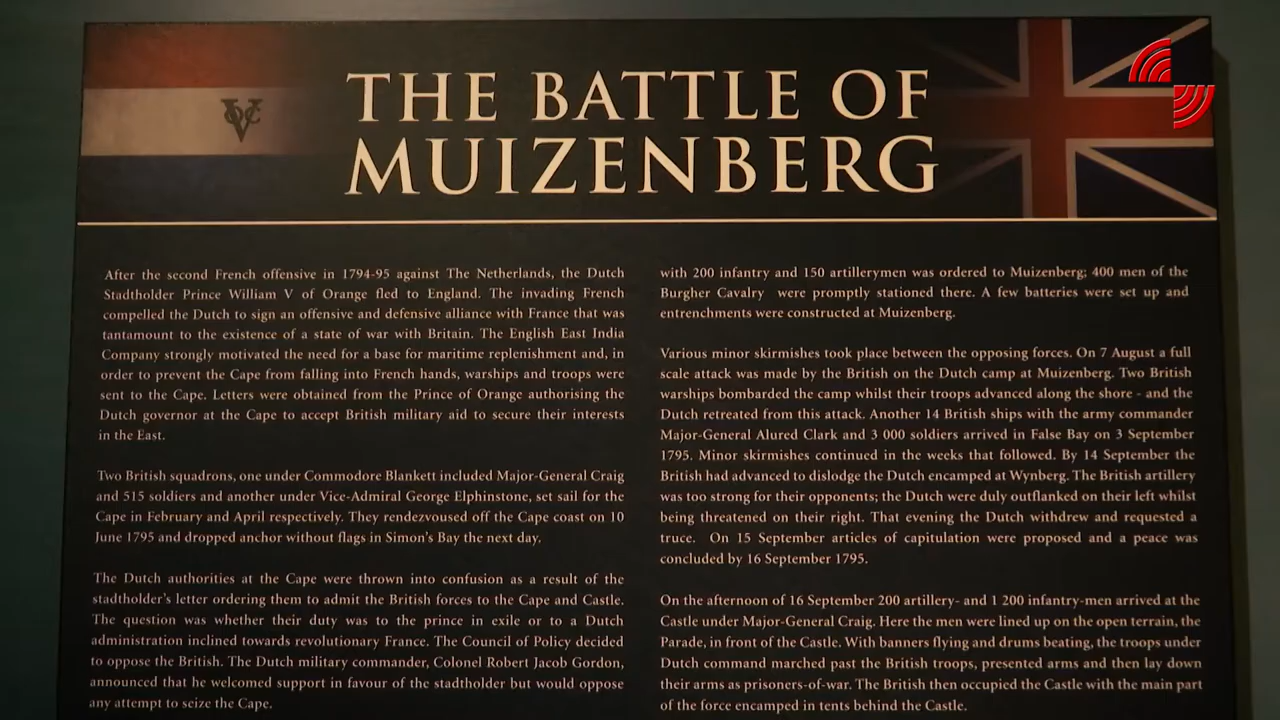 VOC
THE BATTLE OF
MUIZENBERG
After the second French offensive in 1794-95 against The Netherlands, the Dutch
Stadtholder Prince William V of Orange fled to England. The invading French
compelled the Dutch to sign an offensive and defensive alliance with France that was
tantamount to the existence of a state of war with Britain. The English East India
Company strongly motivated the need for a base for maritime replenishment and, in
order to prevent the Cape from falling into French hands, warships and troops were
sent to the Cape. Letters were obtained from the Prince of Orange authorising the
Dutch governor at the Cape to accept British military aid to secure their interests
in the East.
Two British squadrons, one under Commodore Blankett included Major-General Craig
and 515 soldiers and another under Vice-Admiral George Elphinstone, set sail for the
Cape in February and April respectively. They rendezvoused off the Cape coast on 10
June 1795 and dropped anchor without flags in Simon's Bay the next day.
The Dutch authorities at the Cape were thrown into confusion as a result of the
stadtholder's letter ordering them to admit the British forces to the Cape and Castle.
The question was whether their duty was to the prince in exile or to a Dutch
administration inclined towards revolutionary France. The Council of Policy decided
to oppose the British. The Dutch military commander, Colonel Robert Jacob Gordon,
announced that he welcomed support in favour of the stadtholder but would oppose
any attempt to seize the Cape.
with 200 infantry and 150 artillerymen was ordered to Muizenberg; 400 men of the
Burgher Cavalry were promptly stationed there. A few batteries were set up and
entrenchments were constructed at Muizenberg.
Various minor skirmishes took place between the opposing forces. On 7 August a full
scale attack was made by the British on the Dutch camp at Muizenberg. Two British
warships bombarded the camp whilst their troops advanced along the shore - and the
Dutch retreated from this attack. Another 14 British ships with the army commander
Major-General Alured Clark and 3 000 soldiers arrived in False Bay on 3 September
1795. Minor skirmishes continued in the weeks that followed. By 14 September the
British had advanced to dislodge the Dutch encamped at Wynberg. The British artillery
was too strong for their opponents; the Dutch were duly outflanked on their left whilst
being threatened on their right. That evening the Dutch withdrew and requested a
truce. On 15 September articles of capitulation were proposed and a peace was
concluded by 16 September 1795.
On the afternoon of 16 September 200 artillery- and 1 200 infantry-men arrived at the
Castle under Major-General Craig. Here the men were lined up on the open terrain, the
Parade, in front of the Castle. With banners flying and drums beating, the troops under
Dutch command marched past the British troops, presented arms and then lay down
their arms as prisoners-of-war. The British then occupied the Castle with the main part
of the force encamped in tents behind the Castle.